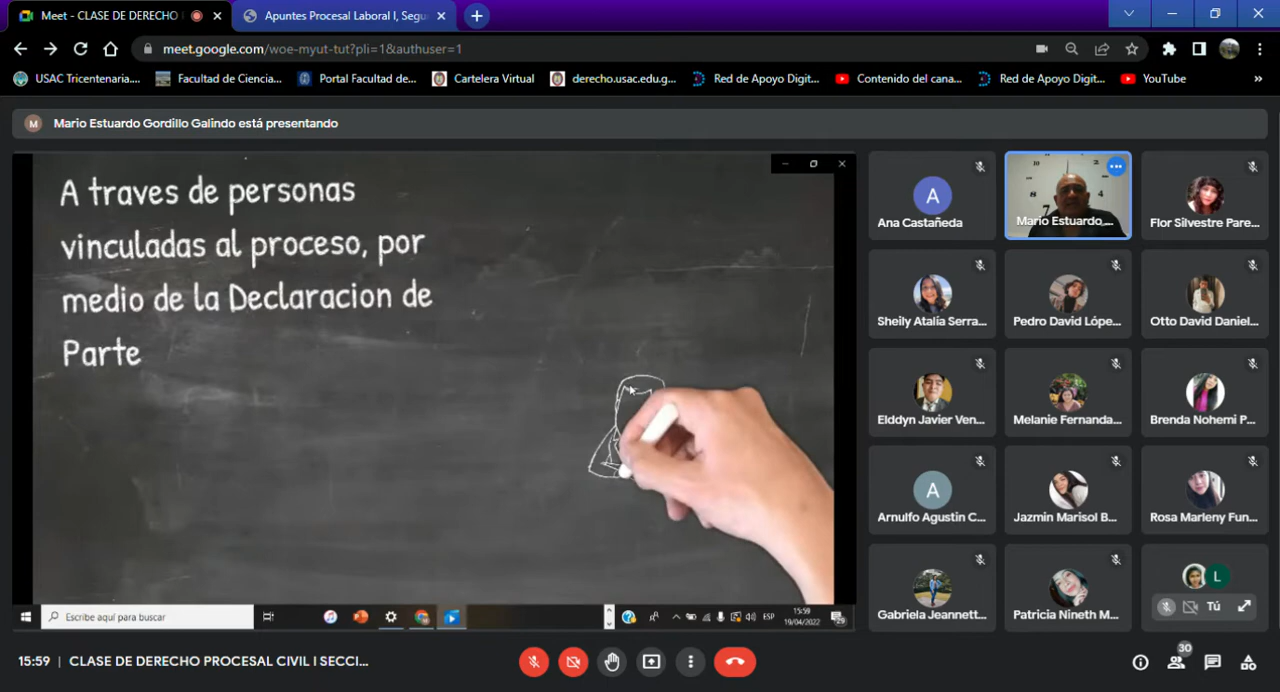 Meet - CLASE DE DERECHO
Apuntes Procesal Laboral I, Segu
meet.google.com/woe-myut-tut?pli=1&authuser=1
USAC Tricentenaria....
Facultad de Ciencia...
Portal Facultad de...
Cartelera Virtual
derecho.usac.edu.g...
Red de Apoyo Digit...
Contenido del cana...
Red de Apoyo Digit...
YouTube
»
M
Mario Estuardo Gordillo Galindo está presentando
A traves de personas
vinculadas al proceso, por
medio de la Declaracion de
Parte
A
Ana Castañeda
Mario Estuardo...
Flor Silvestre Pare...
Sheily Atalía Serra...
Pedro David Lópe...
Otto David Daniel...
Elddyn Javier Ven...
Melanie Fernanda...
Brenda Nohemi P...
A
Arnulfo Agustin C...
Jazmin Marisol B...
Rosa Marleny Fun...
Gabriela Jeannett...
Patricia Nineth M...
L
Tú
Escribe aquí para buscar
ESP
15:59
19/04/2022
15:59 | CLASE DE DERECHO PROCESAL CIVIL I SECCI...
30